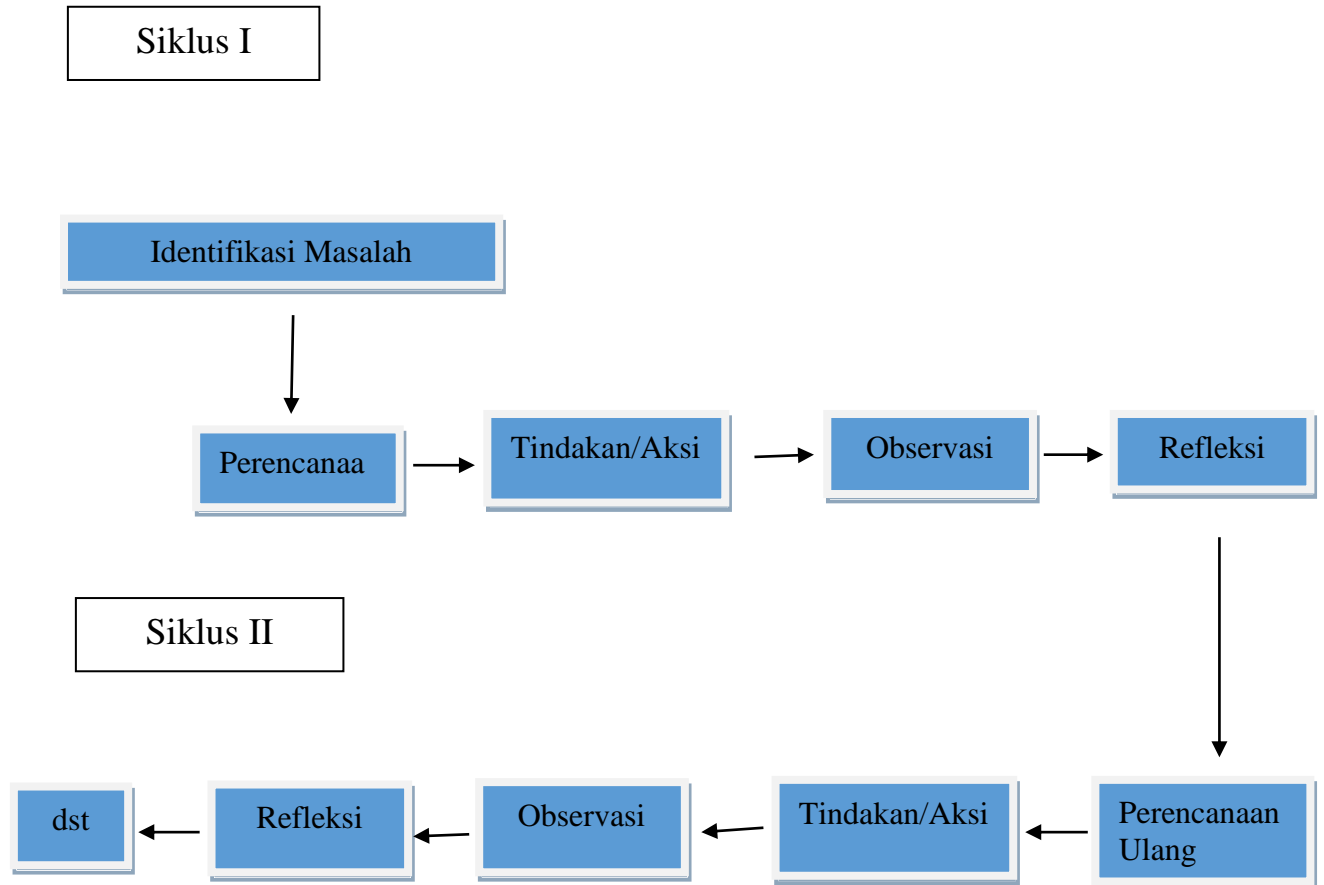 Siklus I
Identifikasi Masalah
Perencanaa
Tindakan/Aksi
Observasi
Refleksi
Siklus II
dst
Refleksi
Observasi
Tindakan/Aksi
Perencanaan
Ulang